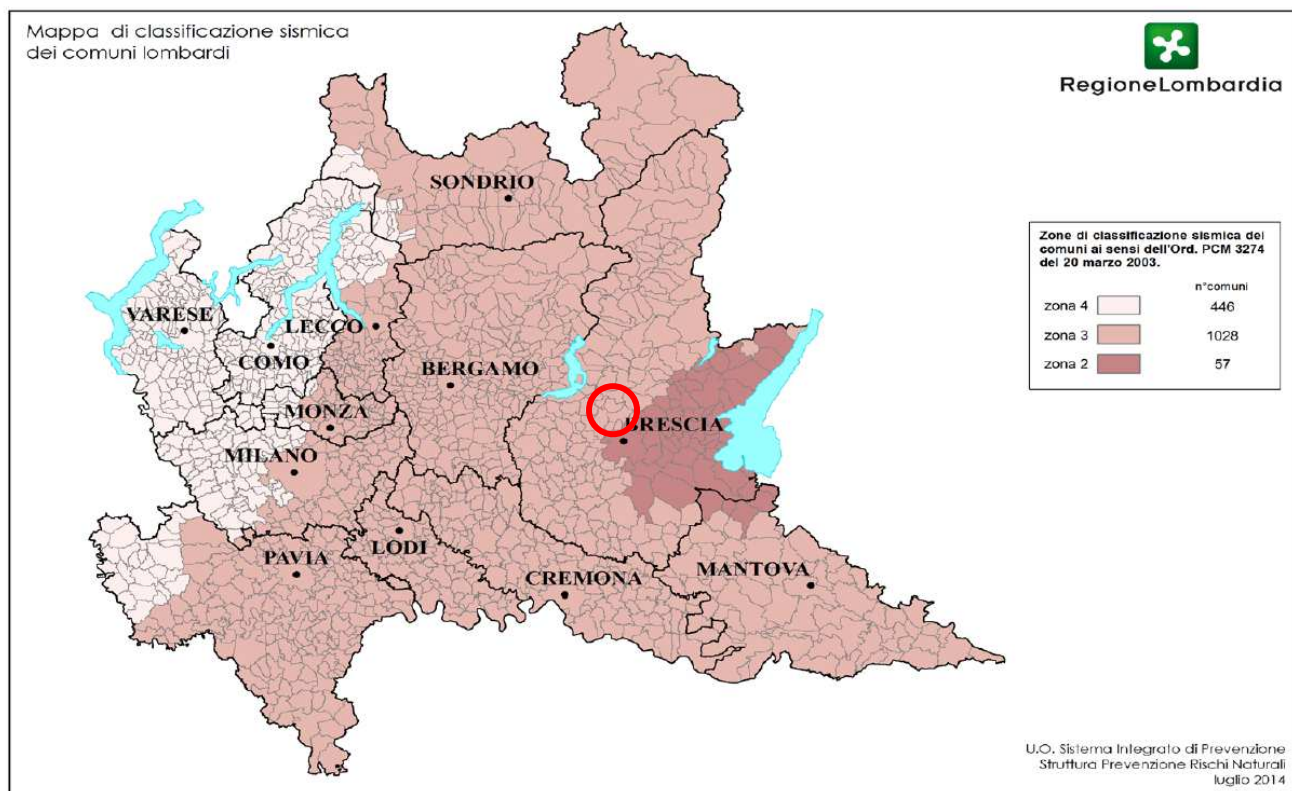 Mappa di classificazione sismica
dei comuni lombardi
RegioneLombardia
SONDRIO
VARESE
LECCO
COMO
BERGAMO
MONZA
BRESCIA
MILANO
PAVIA
LODI
CREMONA
MANTOVA
Zone di classificazione sismica dei
comuni ai sensi dell'Ord. PCM 3274
del 20 marzo 2003.
n°comuni
zona 4 446
zona 3 1028
zona 2 57
U.O. Sistema Integrato di Prevenzione
Struttura Prevenzione Rischi Naturali
luglio 2014